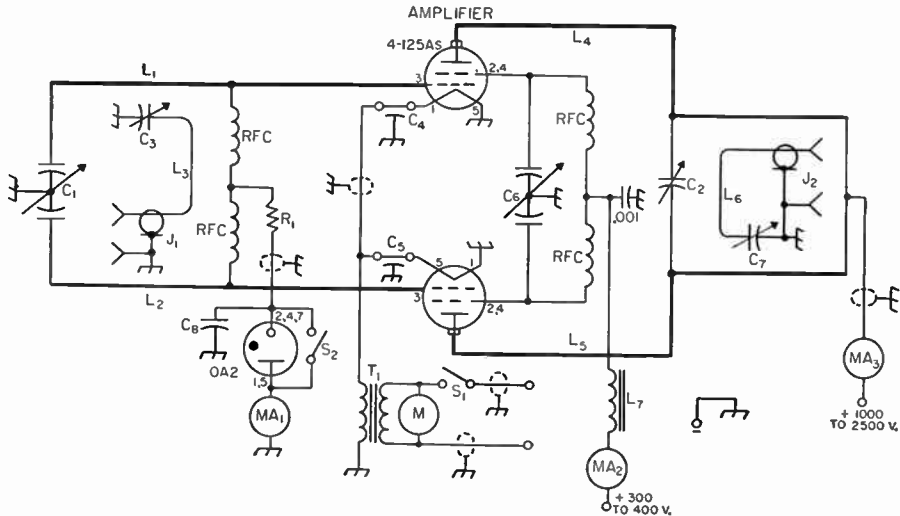 AMPLIFIER
4-125AS
L4
L1
3
2,4
1
5
C3
RFC
C4
RFC
L3
C1
C6
C2
J2
L6
R1
.001
J1
RFC
C5
C7
RFC
5
1
L2
3
2,4
C8
2,4,7
L5
S2
OA2
T1
S1
MA3
1,5
M
L7
MA1
+ 1000
TO 2500 V.
MA2
+ 300
TO 400 V.